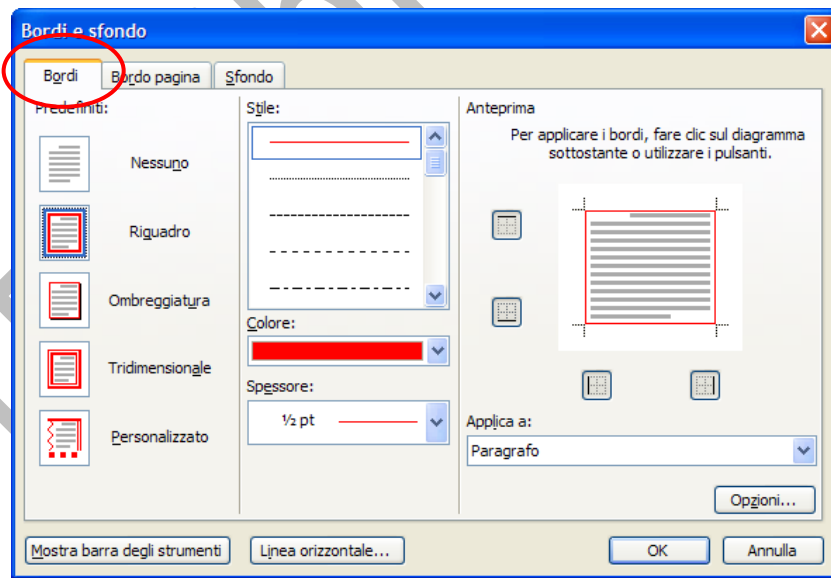 Bordi e sfondo
Bordi
Bordo pagina
Sfondo
Predefiniti:
Nessuno
Riquadro
Ombreggiatura
Tridimensionale
Personalizzato
Stile:
Colore:
Spessore:
½ pt
Anteprima
Per applicare i bordi, fare clic sul diagramma
sottostante o utilizzare i pulsanti.
Applica a:
Paragrafo
Opzioni...
Mostra barra degli strumenti
Linea orizzontale...
OK
Annulla